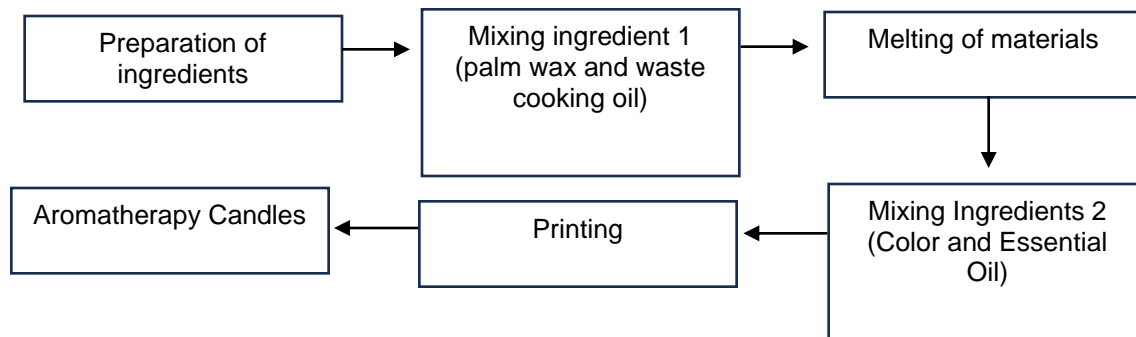 Preparation of
ingredients
Mixing ingredient 1
(palm wax and waste
cooking oil)
Melting of materials
Mixing Ingredients 2
(Color and Essential
Oil)
Printing
Aromatherapy Candles